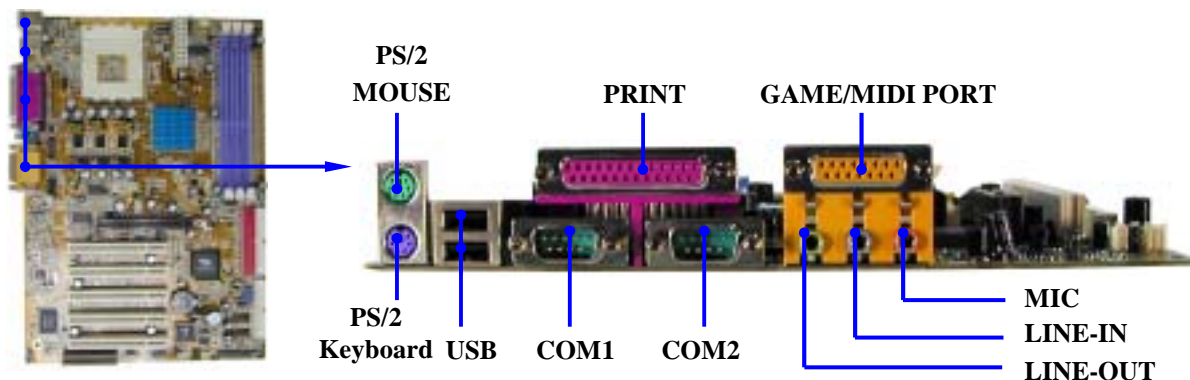 PS/2
MOUSE
PRINT
GAME/MIDI PORT
PS/2
Keyboard
USB
COM1
COM2
MIC
LINE-IN
LINE-OUT